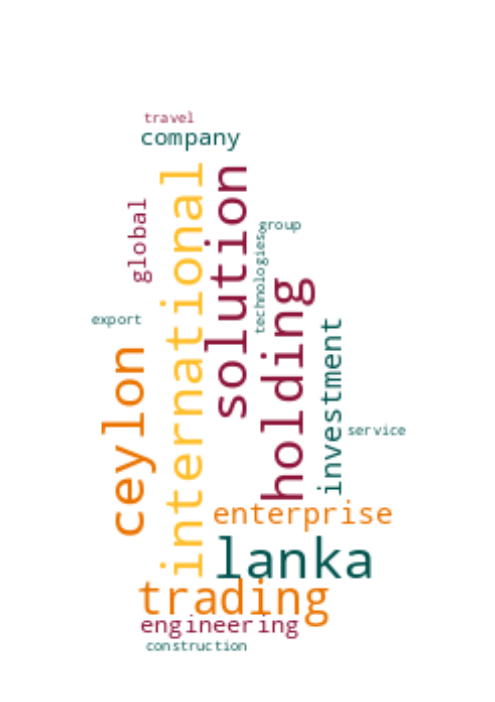 travel
company
international
solution
global
group
technologies
holding
export
investment
ceylon
service
enterprise
lanka
trading
engineering
construction